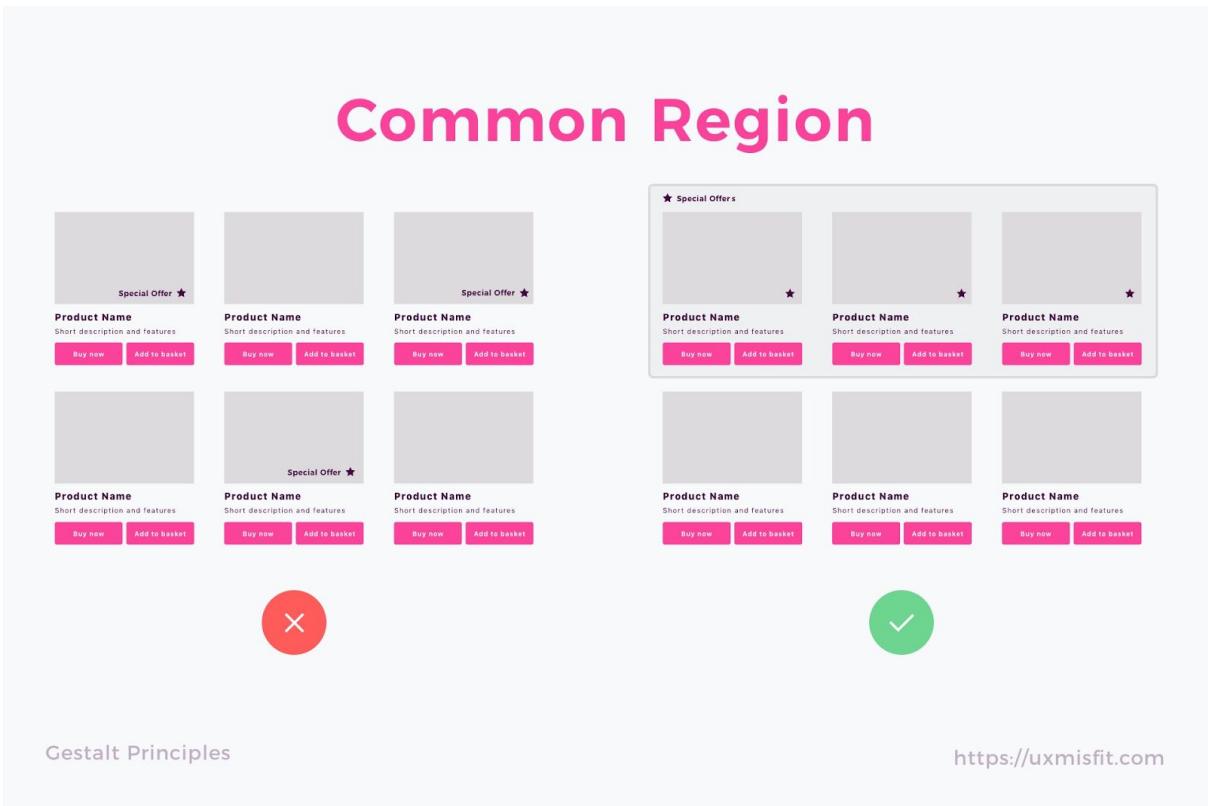 Common Region
Special Offer
Special Offer
Product Name
Product Name
Product Name
Short description and features
Short description and features
Short description and features
Buy now
Add to basket
Buy now
Add to basket
Buy now
Add to basket
Special Offer
Product Name
Product Name
Product Name
Short description and features
Short description and features
Short description and features
Buy now
Add to basket
Buy now
Add to basket
Buy now
Add to basket
Special Offers
Product Name
Product Name
Product Name
Short description and features
Short description and features
Short description and features
Buy now
Add to basket
Buy now
Add to basket
Buy now
Add to basket
Product Name
Product Name
Product Name
Short description and features
Short description and features
Short description and features
Buy now
Add to basket
Buy now
Add to basket
Buy now
Add to basket
Gestalt Principles
https://uxmisfit.com